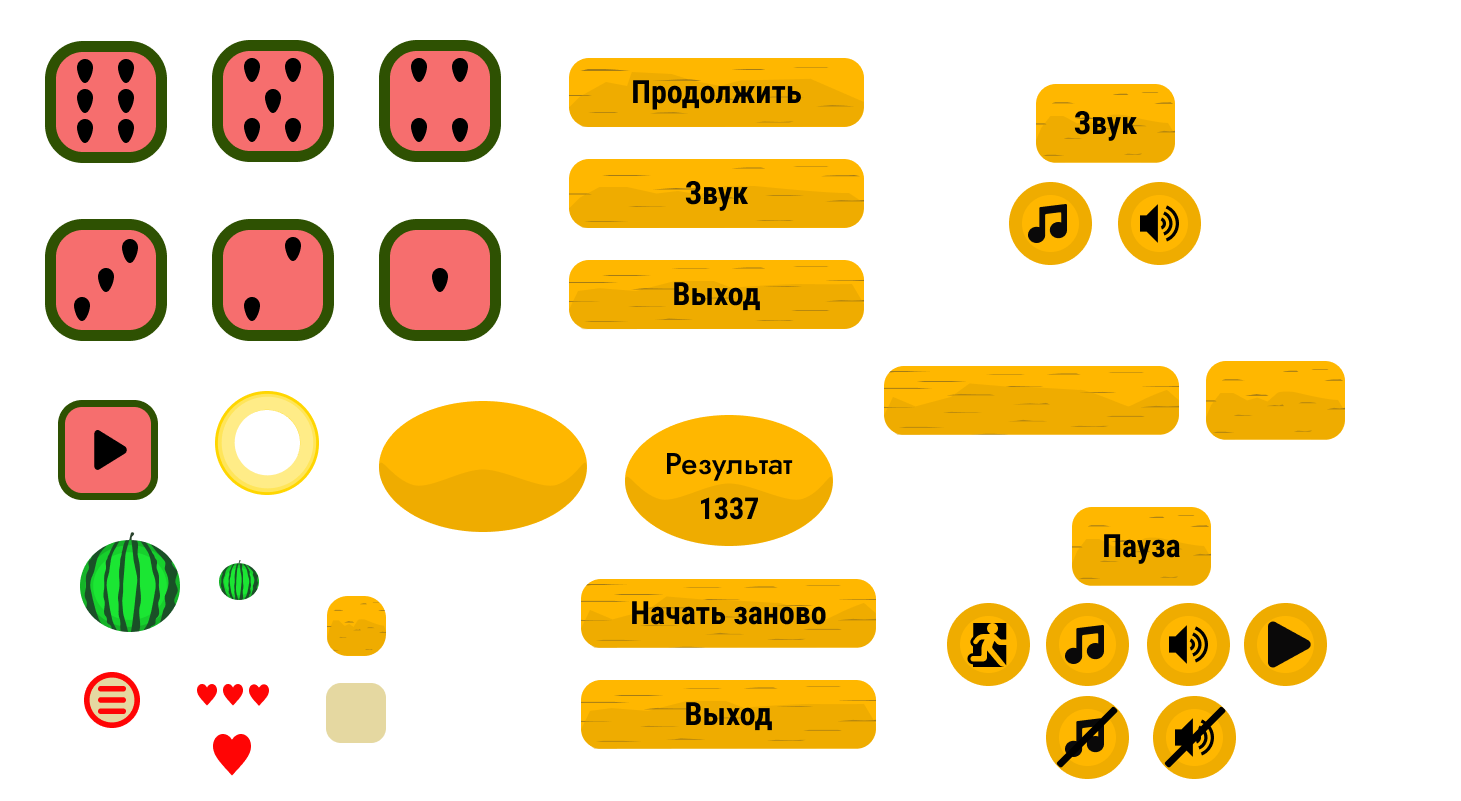 Продолжить
Звук
Звук
Выход
Результат
1337
Пауза
Начать заново
Выход